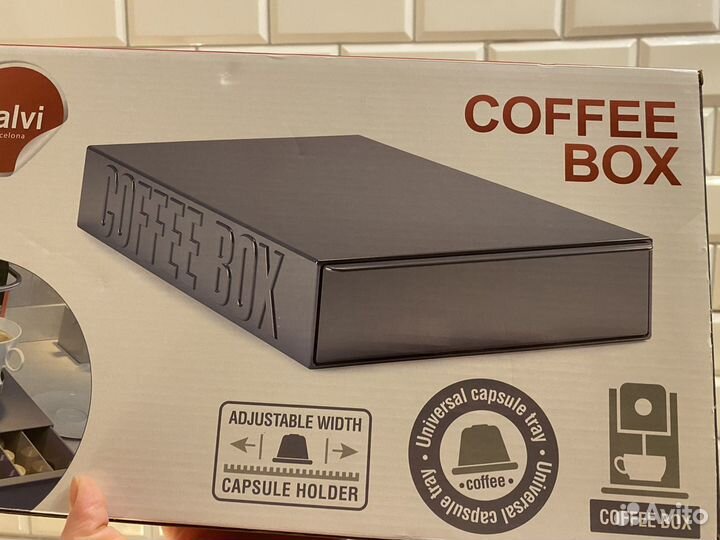 alvi
rcelona
COFFEE
BOX
COFFEE BOX
ADJUSTABLE WIDTH
CAPSULE HOLDER
Universal capsule tray · Universal capsule tray ·
· coffee ·
COFFEE BOX
Avito